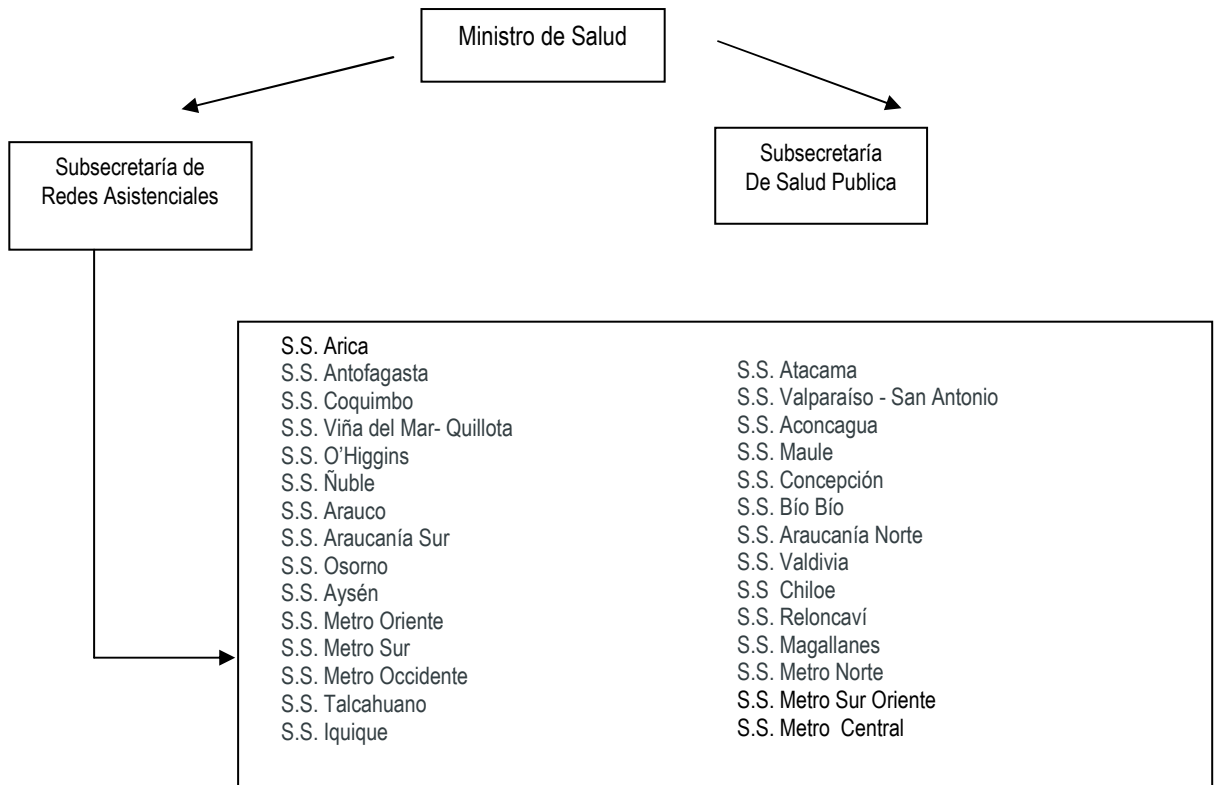 Ministro de Salud
Subsecretaría de
Redes Asistenciales
Subsecretaría
De Salud Publica
S.S. Arica
S.S. Antofagasta
S.S. Coquimbo
S.S. Viña del Mar- Quillota
S.S. O’Higgins
S.S. Ñuble
S.S. Arauco
S.S. Araucanía Sur
S.S. Osorno
S.S. Aysén
S.S. Metro Oriente
S.S. Metro Sur
S.S. Metro Occidente
S.S. Talcahuano
S.S. Iquique
S.S. Atacama
S.S. Valparaíso - San Antonio
S.S. Aconcagua
S.S. Maule
S.S. Concepción
S.S. Bío Bío
S.S. Araucanía Norte
S.S. Valdivia
S.S  Chiloe
S.S. Reloncaví
S.S. Magallanes
S.S. Metro Norte
S.S. Metro Sur Oriente
S.S. Metro  Central